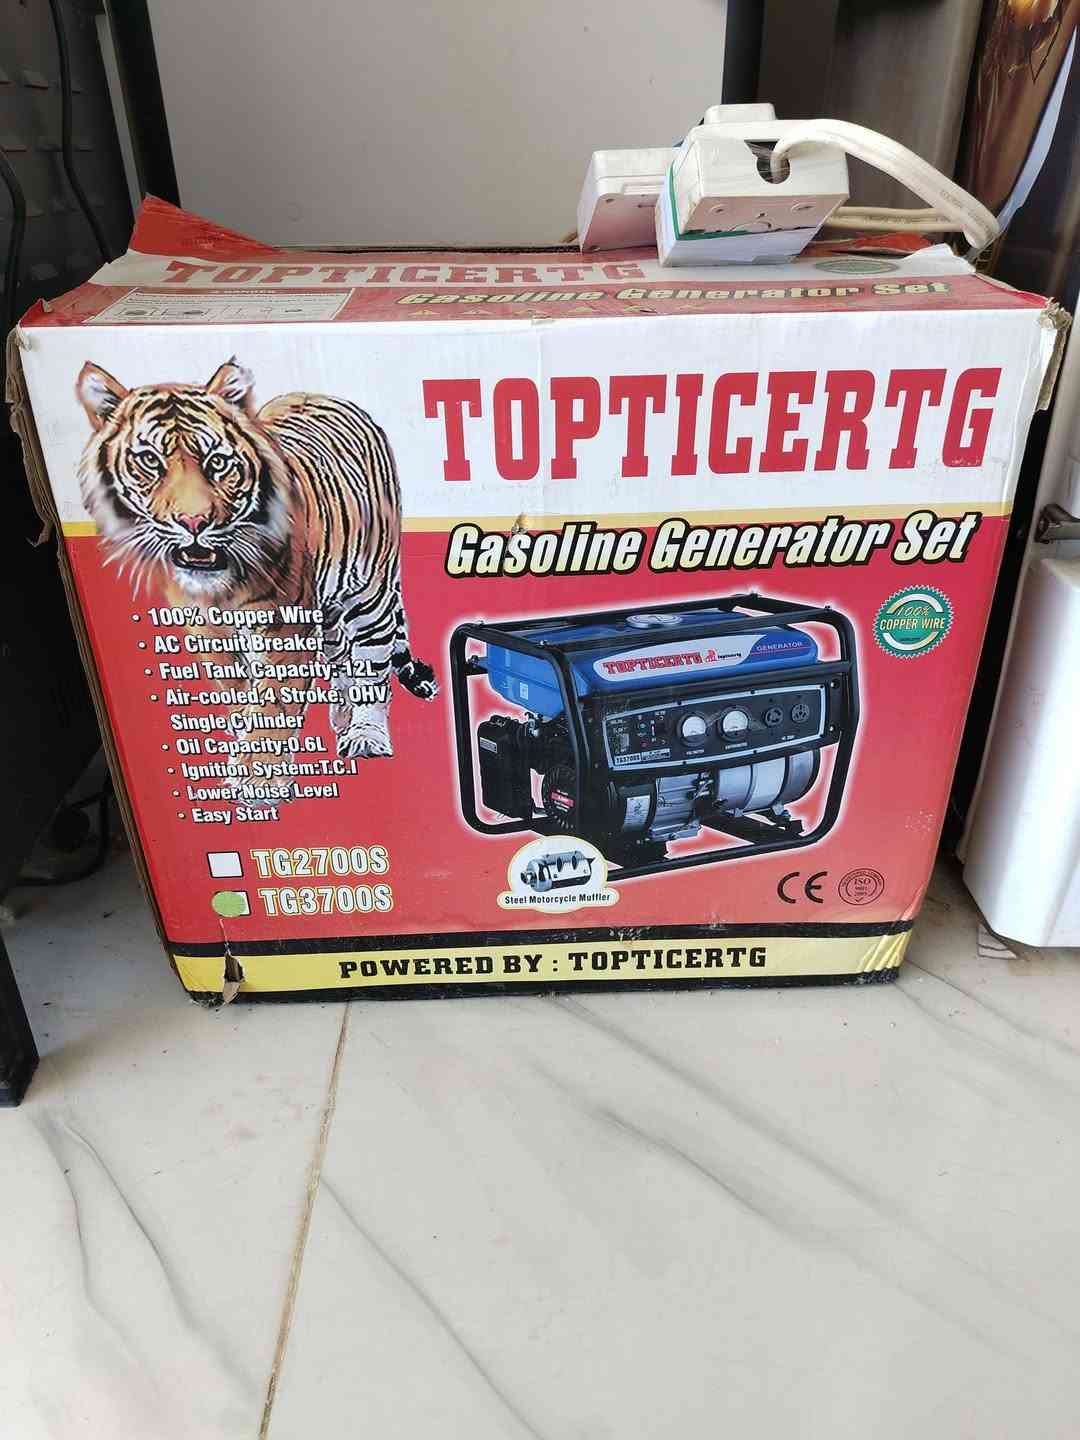 TOPTICERTG
Gasoline Generator Set
TOPTICERTG
Gasoline Generator Set
100%
COPPER WIRE
• 100% Copper Wire
• AC Circuit Breaker
• Fuel Tank Capacity: 12L
• Air-cooled,4 Stroke, OHV
Single Cylinder
• Oil Capacity:0.6L
• Ignition System:T.C.I
• Lower Noise Level
• Easy Start
TOPTICERTG
GENERATOR
TG3700S
TG2700S
TG3700S
Steel Motorcycle Muffler
CE
ISO
POWERED BY : TOPTICERTG